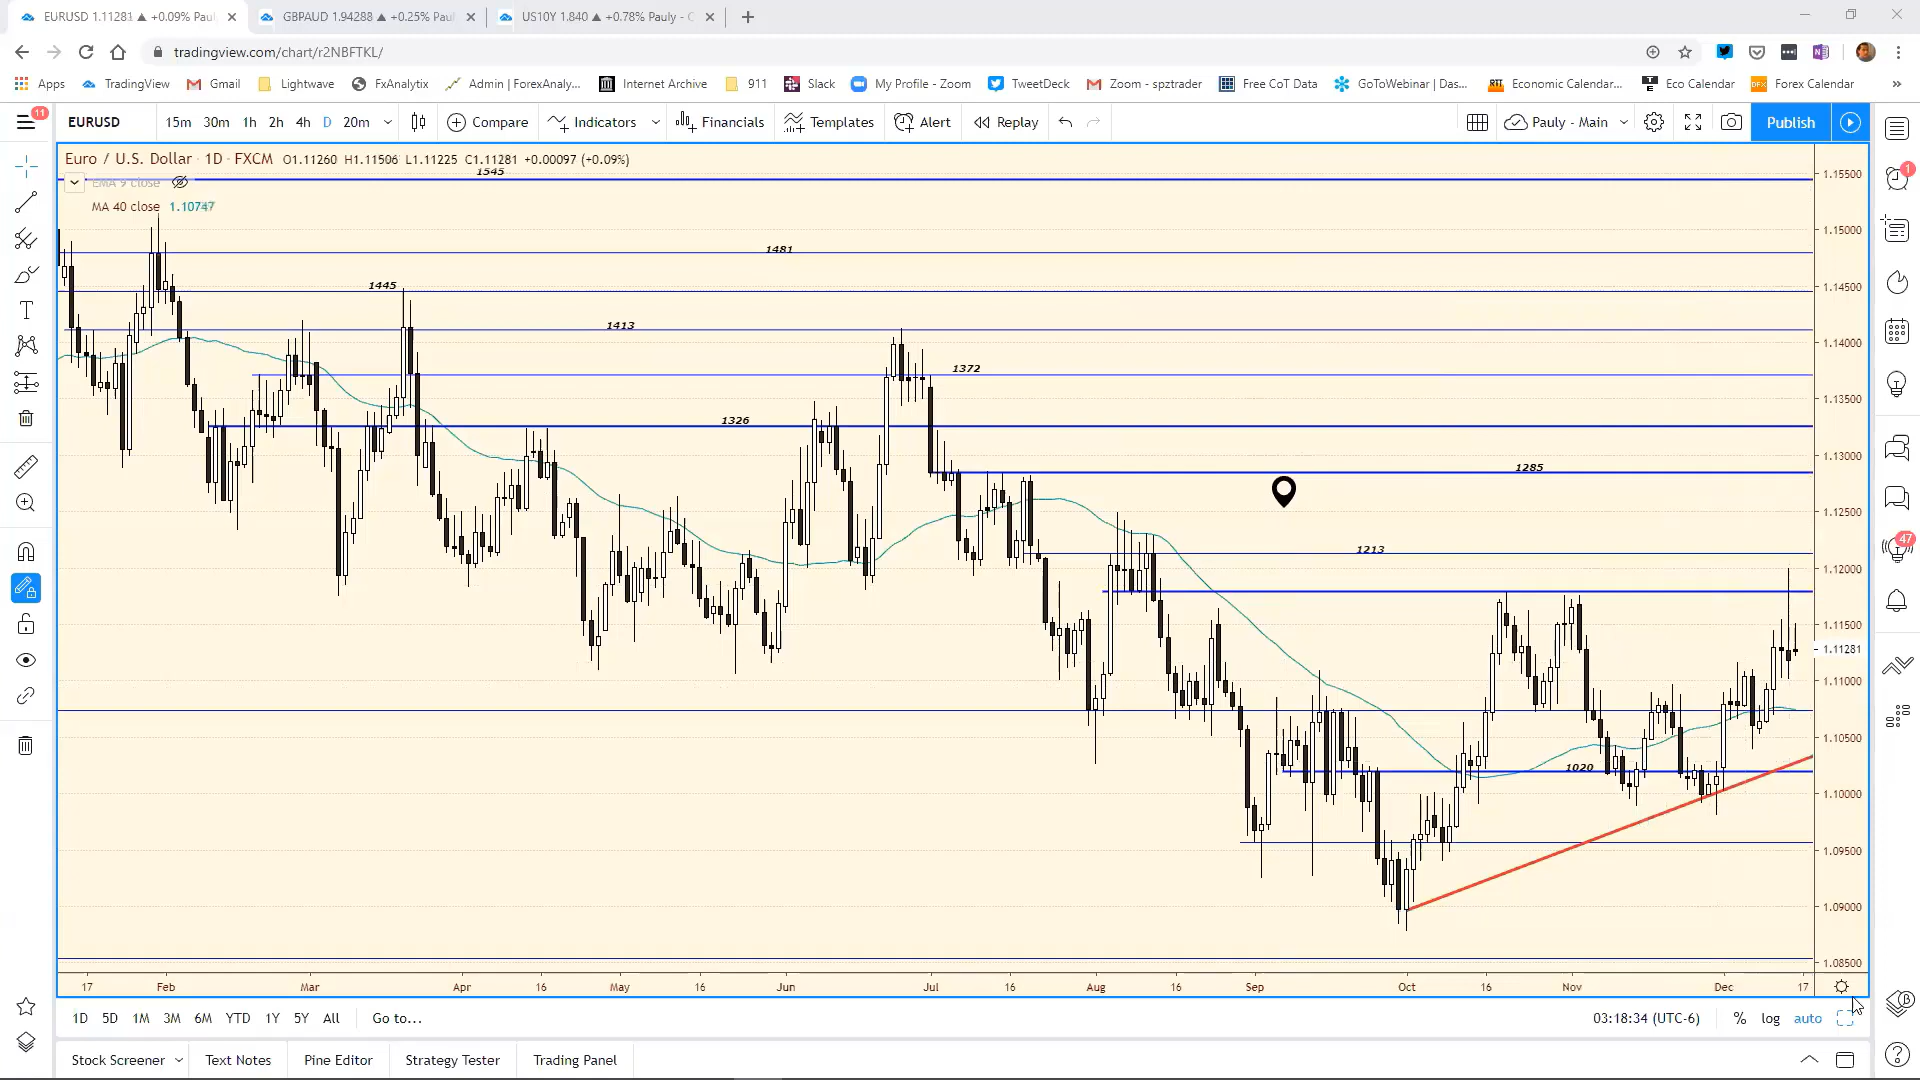 EURUSD 1.11281 ▲ +0.09% Paul
GBPAUD 1.94288 ▲ +0.25% Pauly -
US10Y 1.840 ▲ +0.78% Pauly - C
tradingview.com/chart/r2NBFTKL/
Apps TradingView Gmail Lightwave FxAnalytix Admin | ForexAnaly... Internet Archive 911 Slack My Profile - Zoom TweetDeck Zoom - spztrader Free CoT Data GoToWebinar | Das... RTT Economic Calendar... Eco Calendar Forex Calendar »
11 EURUSD 15m 30m 1h 2h 4h D 20m Compare Indicators Financials Templates Alert Replay Pauly - Main Publish
Euro / U.S. Dollar · 1D · FXCM O1.11260 H1.11506 L1.11225 C1.11281 +0.00097 (+0.09%)
1545
1.15500
1
EMA 9 close
MA 40 close 1.10747
1.15000
1481
1445
1.14500
1413
1.14000
1372
1.13500
1326
1.13000
1285
1.12500
1213
47
1.12000
1.11500
1.11281
1.11000
1.10500
1020
1.10000
1.09500
1.09000
1.08500
17 Feb Mar Apr 16 May 16 Jun Jul 16 Aug 16 Sep Oct 16 Nov Dec 17
1D 5D 1M 3M 6M YTD 1Y 5Y All Go to... 03:18:34 (UTC-6) % log auto
Stock Screener Text Notes Pine Editor Strategy Tester Trading Panel